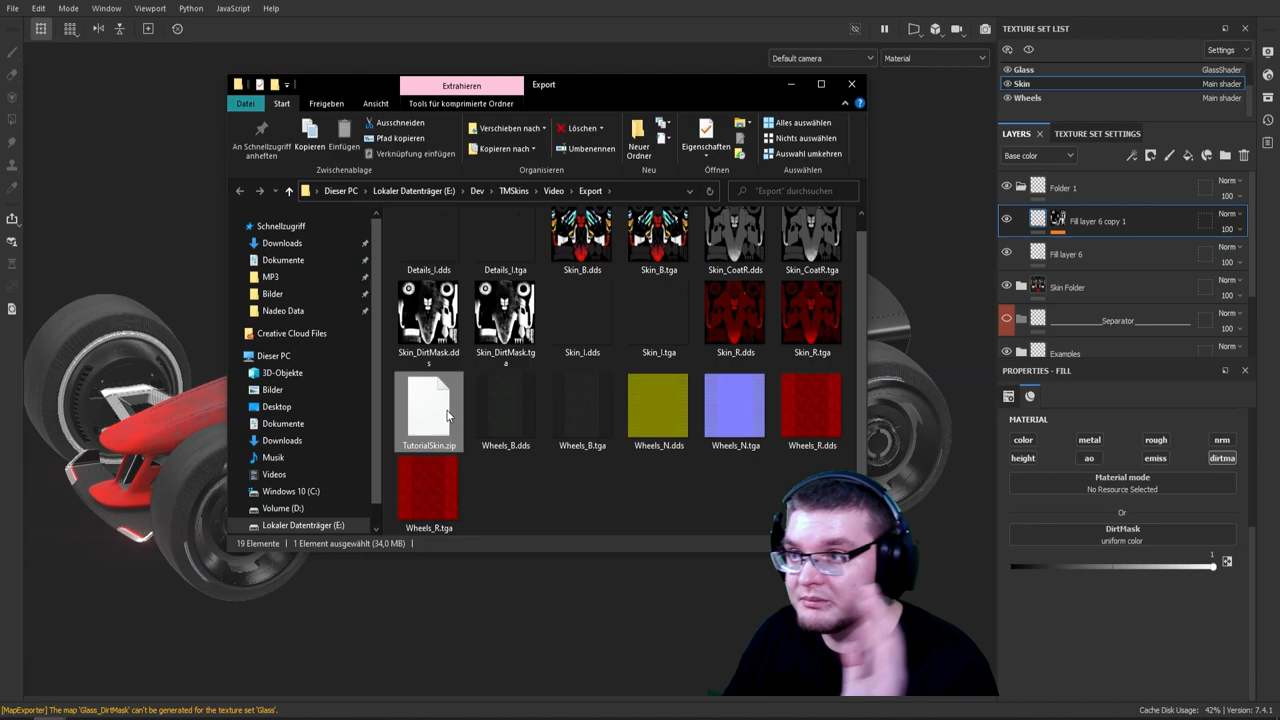 File Edit Mode Window Viewport Python JavaScript Help
Default camera
Material
TEXTURE SET LIST
Settings
Glass GlassShader
Skin Main shader
Wheels Main shader
LAYERS TEXTURE SET SETTINGS
Base color
Folder 1 Norm
100
Fill layer 6 copy 1 Norm
100
Fill layer 6 Norm
100
Skin Folder Norm
100
__________Separator__________ Norm
100
Examples Norm
PROPERTIES - FILL
MATERIAL
color metal rough nrm
height ao emiss dirtma
Material mode
No Resource Selected
Or
DirtMask
uniform color
1
Extrahieren Export
Datei Start Freigeben Ansicht Tools für komprimierte Ordner
An Schnellzugriff
anheften
Kopieren
Einfügen
Ausschneiden
Pfad kopieren
Verknüpfung einfügen
Zwischenablage
Verschieben nach
Kopieren nach
Löschen
Umbenennen
Organisieren
Neuer
Ordner
Neu
Eigenschaften
Öffnen
Alles auswählen
Nichts auswählen
Auswahl umkehren
Auswählen
Dieser PC Lokaler Datenträger (E:) Dev TMSkins Video Export
"Export" durchsuchen
Schnellzugriff
Downloads
Dokumente
MP3
Bilder
Nadeo Data
Creative Cloud Files
Dieser PC
3D-Objekte
Bilder
Desktop
Dokumente
Downloads
Musik
Videos
Windows 10 (C:)
Volume (D:)
Lokaler Datenträger (E:)
Details_I.dds Details_I.tga Skin_B.dds Skin_B.tga Skin_CoatR.dds Skin_CoatR.tga
Skin_DirtMask.dd
s
Skin_DirtMask.tg
a
Skin_I.dds Skin_I.tga Skin_R.dds Skin_R.tga
TutorialSkin.zip Wheels_B.dds Wheels_B.tga Wheels_N.dds Wheels_N.tga Wheels_R.dds
Wheels_R.tga
19 Elemente 1 Element ausgewählt (34,0 MB)
[MapExporter] The map 'Glass_DirtMask' can't be generated for the texture set 'Glass'.
Cache Disk Usage: 42% | Version: 7.4.1